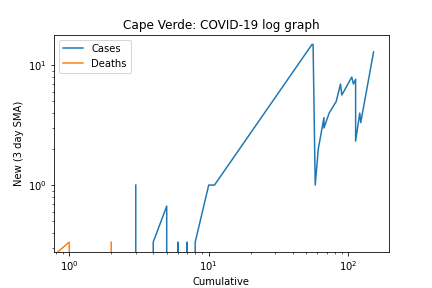 Cape Verde: COVID-19 log graph
Cases
Deaths
New (3 day SMA)
10¹
10⁰
10⁰ 10¹ 10²
Cumulative